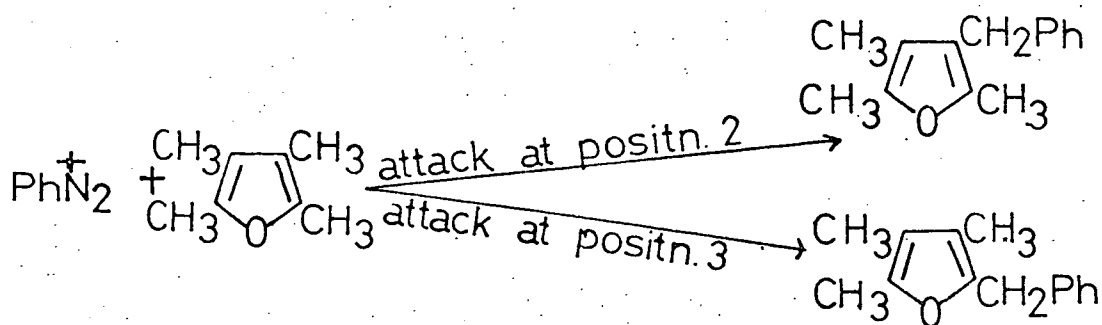 CH3 CH2Ph
CH3 O CH3
attack at positn. 2
PhN2 + + CH3 CH3
CH3 O CH3
attack at positn. 3
CH3 CH3
CH3 O CH2Ph